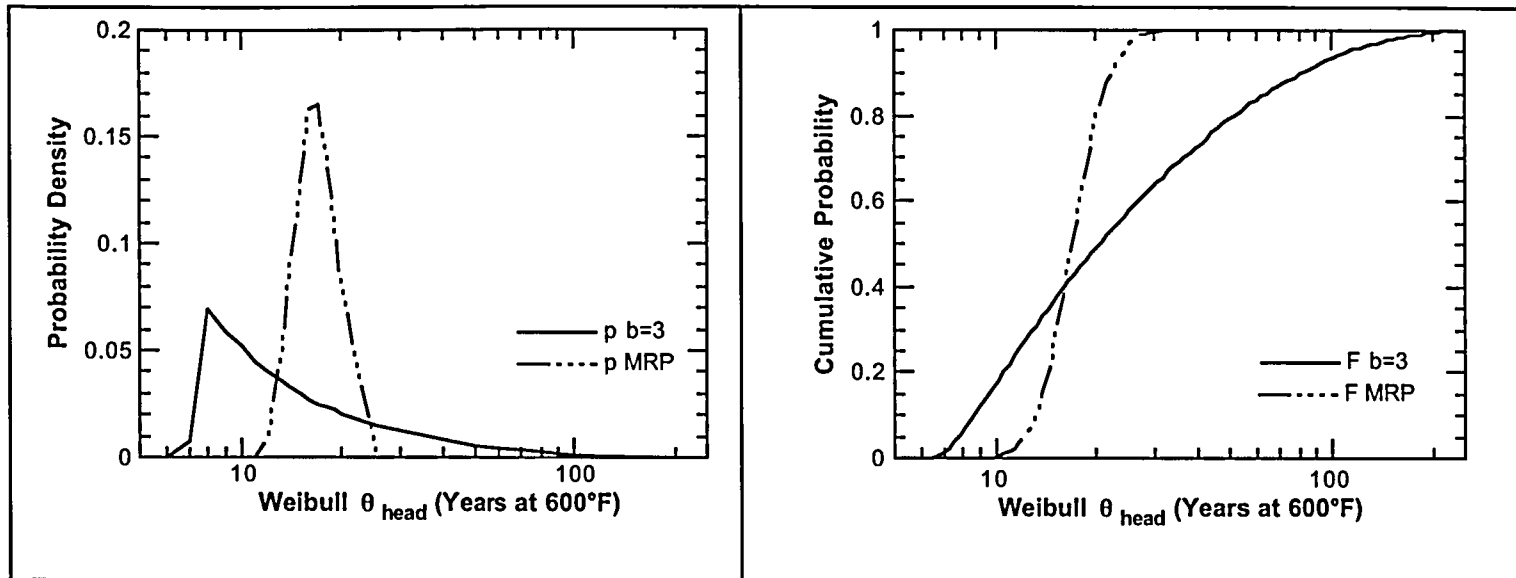 0.2
0.15
0.1
0.05
0
Probability Density
p b=3
p MRP
10
100
Weibull θ head (Years at 600°F)
1
0.8
0.6
0.4
0.2
0
Cumulative Probability
F b=3
F MRP
10
100
Weibull θ head (Years at 600°F)